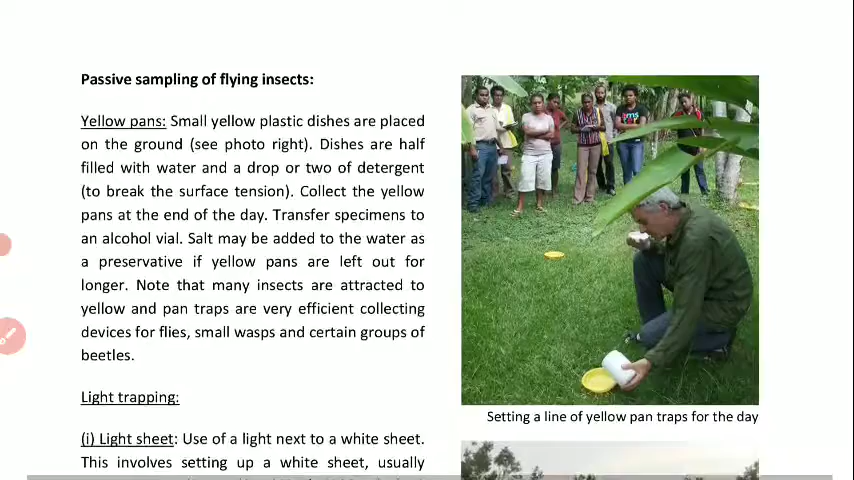 Passive sampling of flying insects:
Yellow pans: Small yellow plastic dishes are placed
on the ground (see photo right). Dishes are half
filled with water and a drop or two of detergent
(to break the surface tension). Collect the yellow
pans at the end of the day. Transfer specimens to
an alcohol vial. Salt may be added to the water as
a preservative if yellow pans are left out for
longer. Note that many insects are attracted to
yellow and pan traps are very efficient collecting
devices for flies, small wasps and certain groups of
beetles.
Light trapping:
(i) Light sheet: Use of a light next to a white sheet.
This involves setting up a white sheet, usually
Setting a line of yellow pan traps for the day